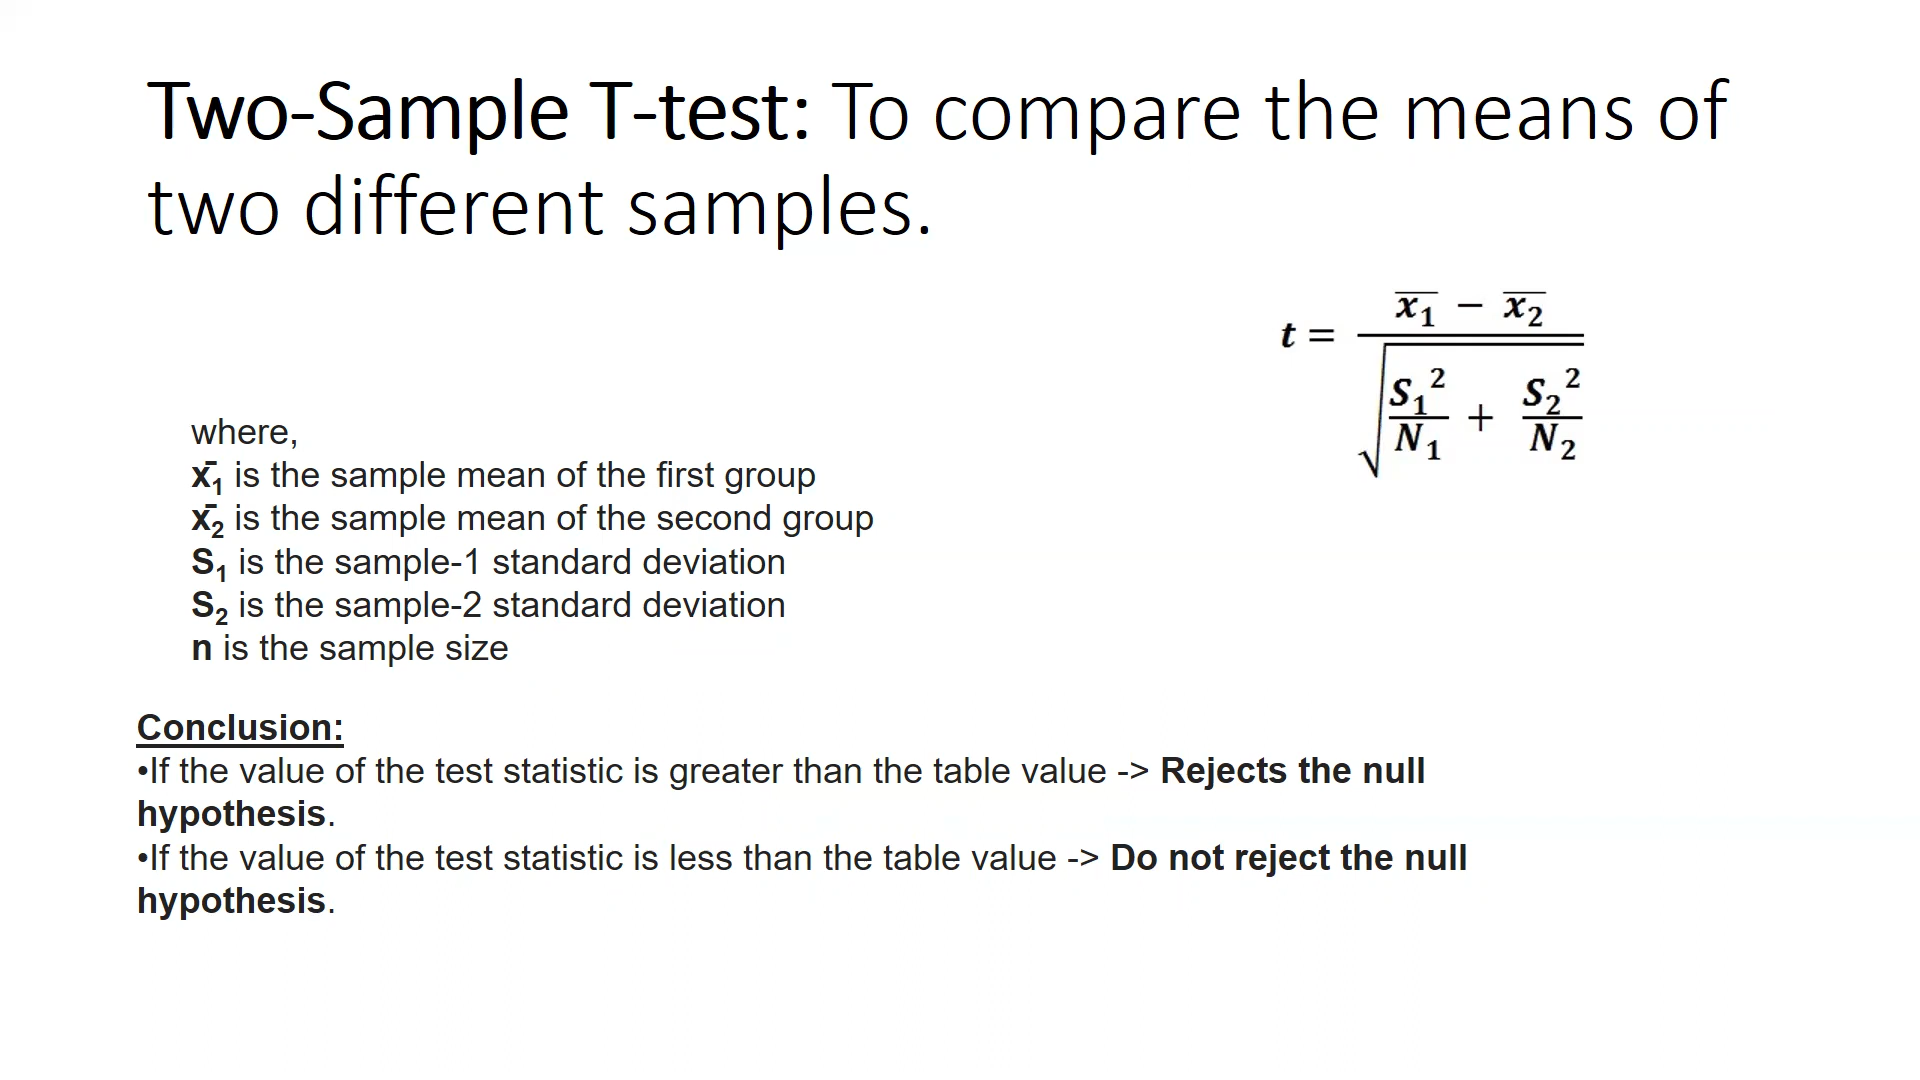 Two-Sample T-test: To compare the means of
two different samples.
t = (x̅₁ − x̅₂) / √(S₁²/N₁ + S₂²/N₂)
where,
x̄₁ is the sample mean of the first group
x̄₂ is the sample mean of the second group
S₁ is the sample-1 standard deviation
S₂ is the sample-2 standard deviation
n is the sample size
Conclusion:
•If the value of the test statistic is greater than the table value -> Rejects the null
hypothesis.
•If the value of the test statistic is less than the table value -> Do not reject the null
hypothesis.